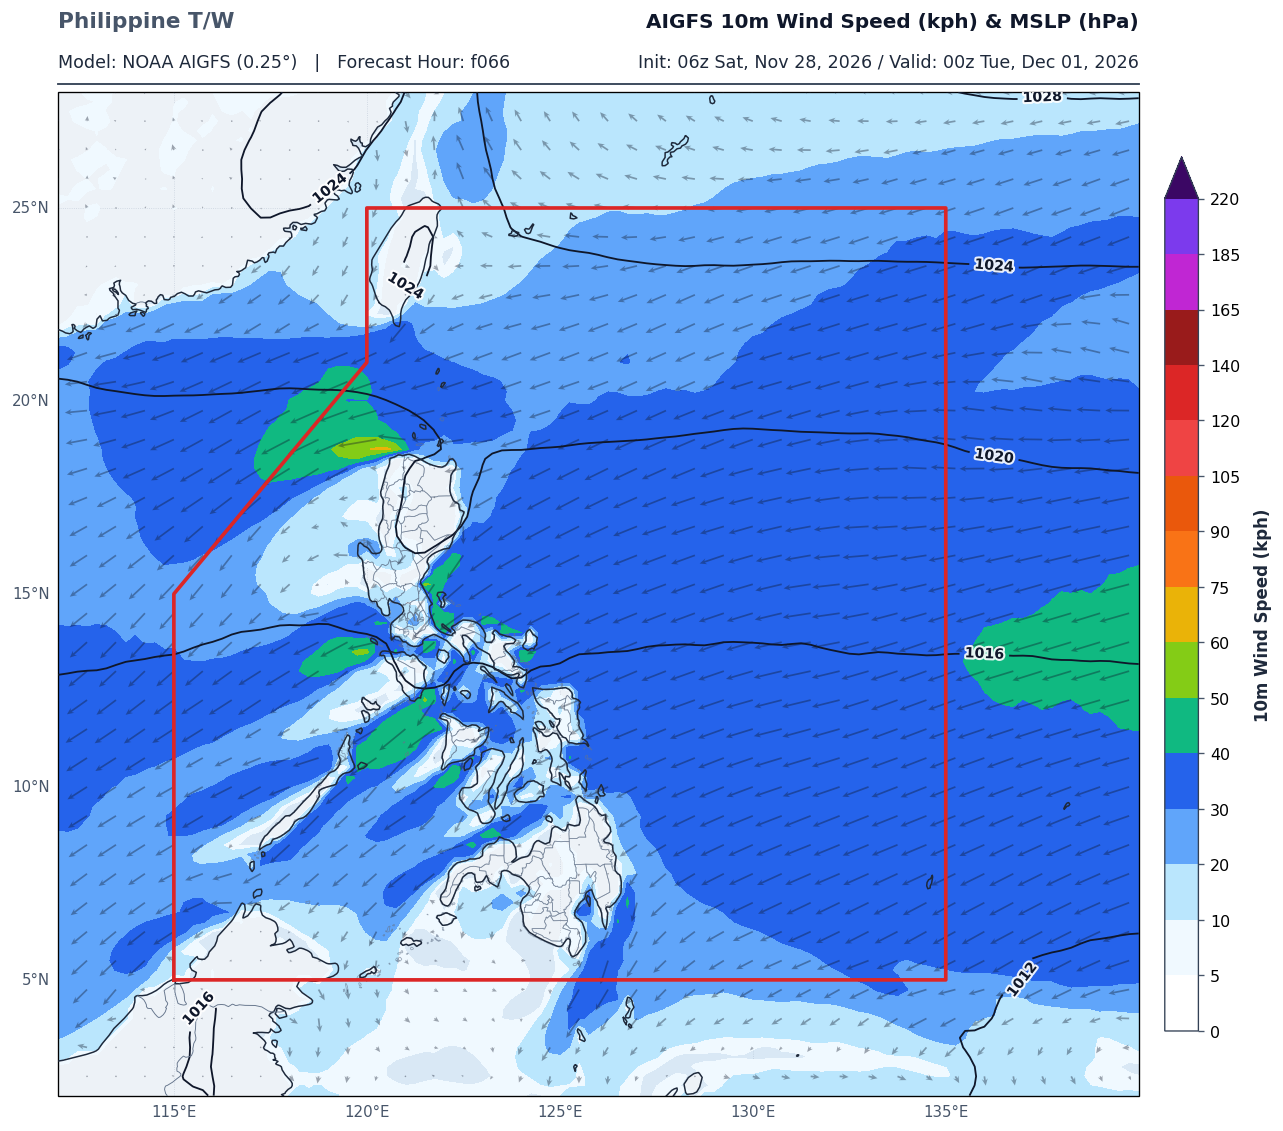 Philippine T/W
AIGFS 10m Wind Speed (kph) & MSLP (hPa)
Model: NOAA AIGFS (0.25°) | Forecast Hour: f066
Init: 06z Sat, Nov 28, 2026 / Valid: 00z Tue, Dec 01, 2026
1028
1024
1024
1024
1020
1016
1012
1016
25°N
20°N
15°N
10°N
5°N
115°E
120°E
125°E
130°E
135°E
220
185
165
140
120
105
90
75
60
50
40
30
20
10
5
0
10m Wind Speed (kph)